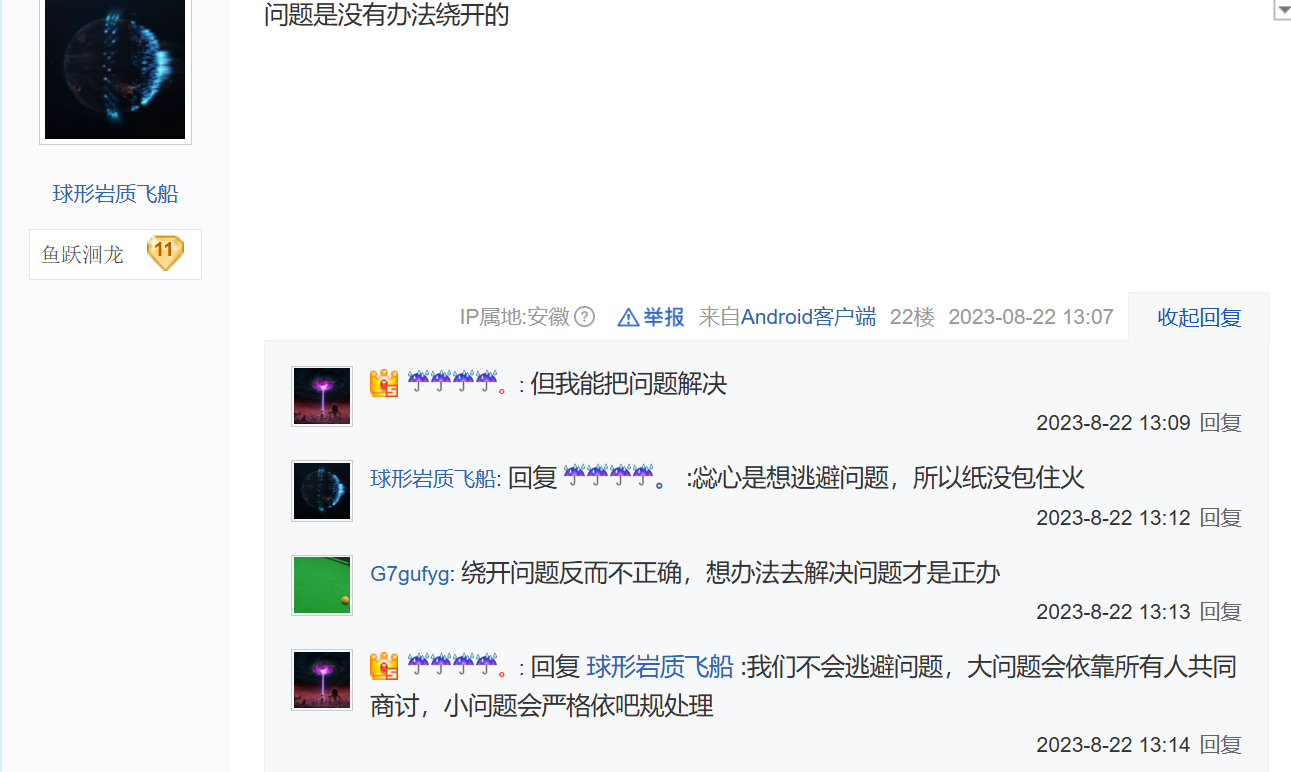 问题是没有办法绕开的
球形岩质飞船
鱼跃洄龙 11
IP属地:安徽 ? 举报 来自Android客户端 22楼 2023-08-22 13:07 收起回复
5 ☔☔☔☔。: 但我能把问题解决
2023-8-22 13:09 回复
球形岩质飞船: 回复 ☔☔☔☔。 :惢心是想逃避问题，所以纸没包住火
2023-8-22 13:12 回复
G7gufyg: 绕开问题反而不正确，想办法去解决问题才是正办
2023-8-22 13:13 回复
5 ☔☔☔☔。: 回复 球形岩质飞船 :我们不会逃避问题，大问题会依靠所有人共同
商讨，小问题会严格依吧规处理
2023-8-22 13:14 回复